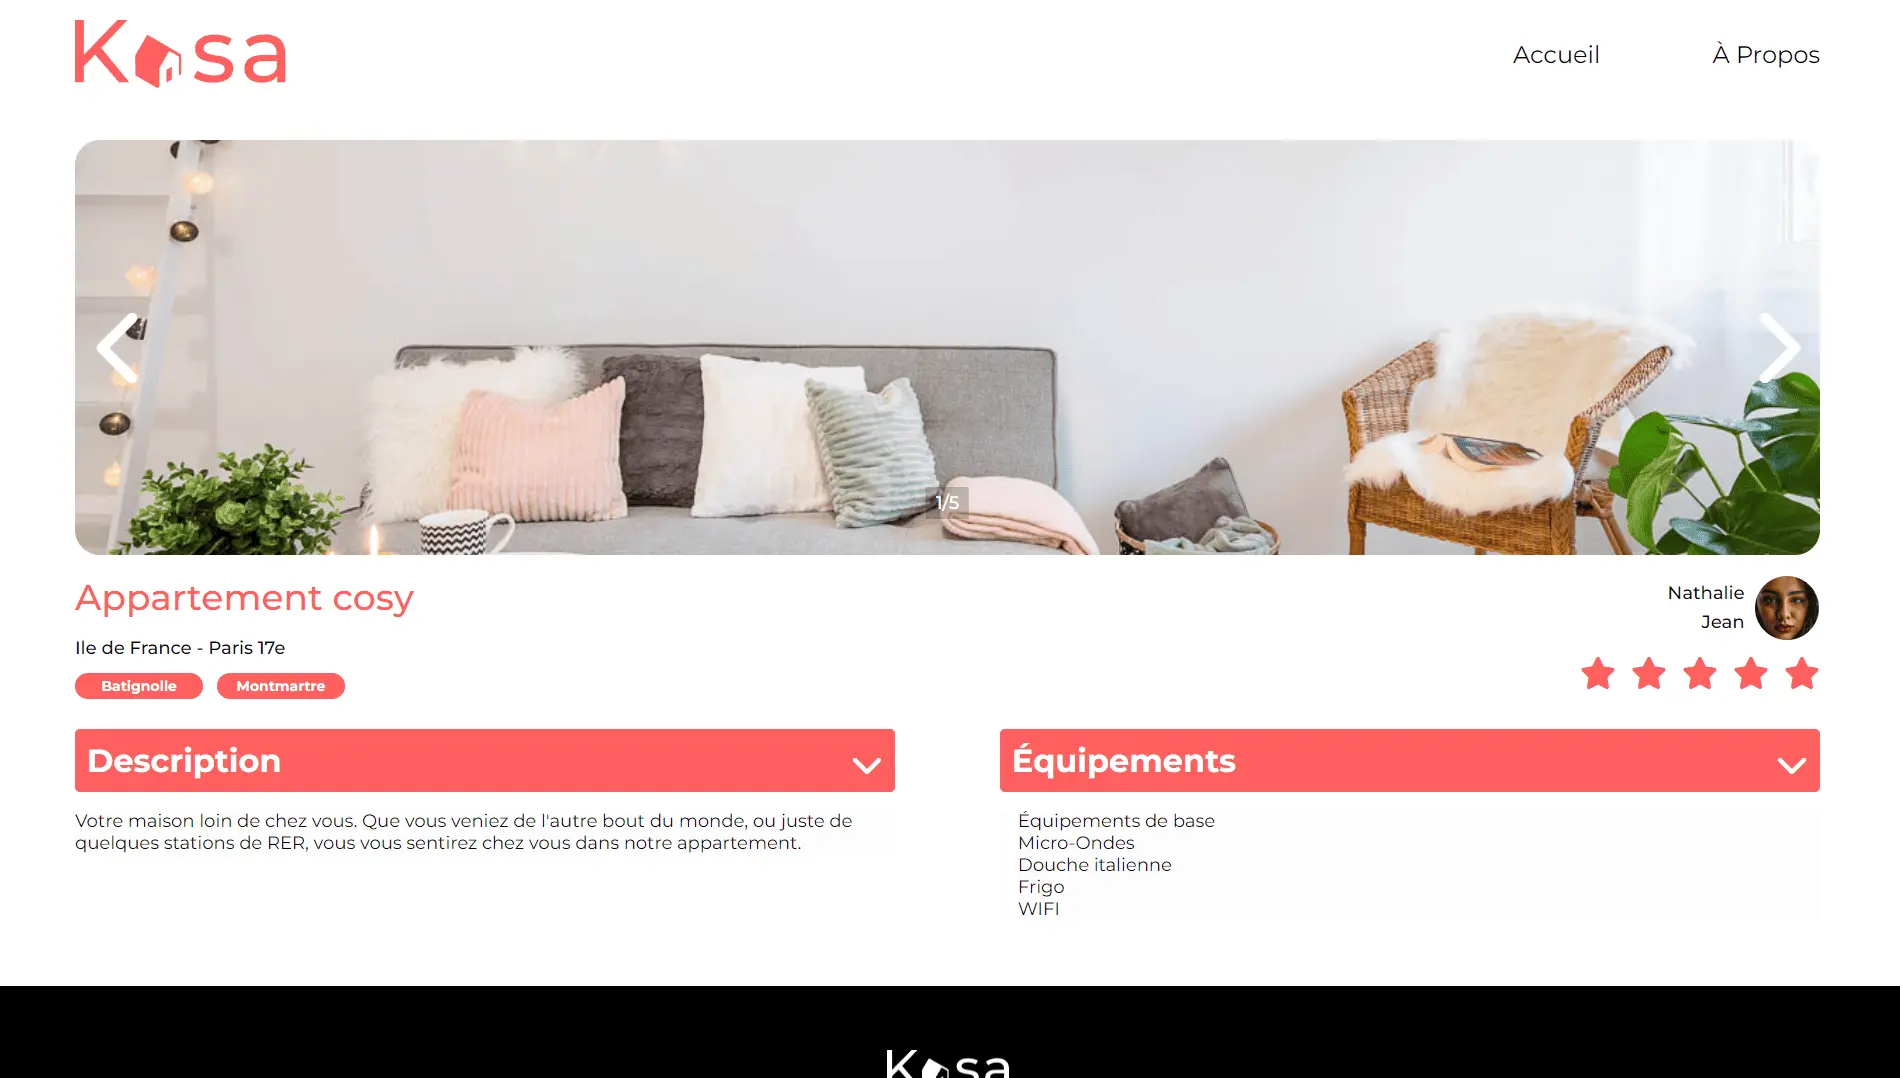 Kasa
Accueil
À Propos
1/5
Appartement cosy
Nathalie
Jean
Ile de France - Paris 17e
Batignolle
Montmartre
Description
Équipements
Votre maison loin de chez vous. Que vous veniez de l'autre bout du monde, ou juste de
quelques stations de RER, vous vous sentirez chez vous dans notre appartement.
Équipements de base
Micro-Ondes
Douche italienne
Frigo
WIFI
Kasa